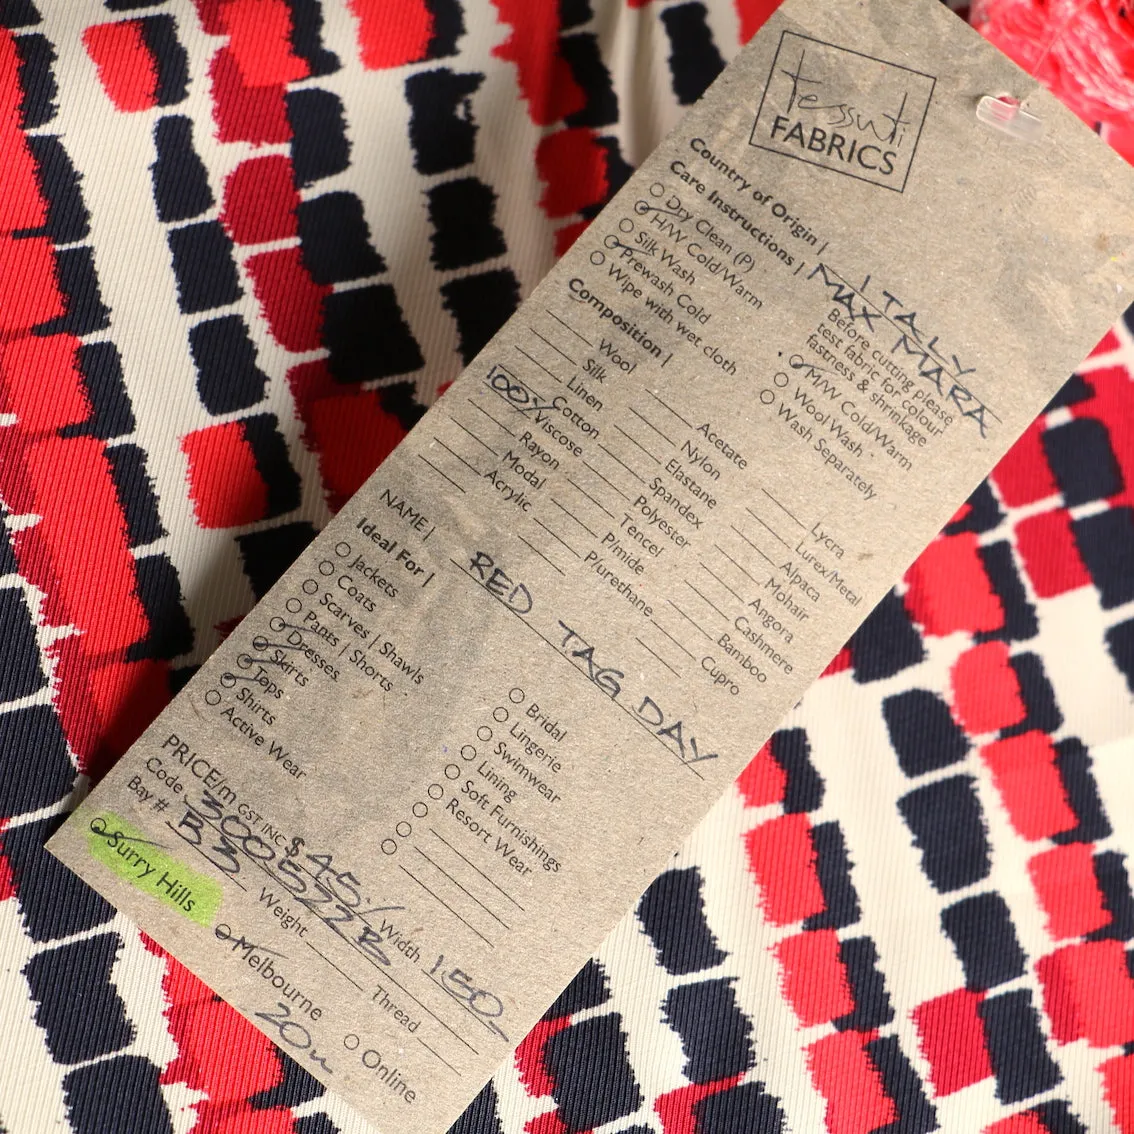 tessuti
FABRICS
Country of Origin | ITALY
Care Instructions | MAX MARA
Dry Clean (P)
H/W Cold/Warm
Silk Wash
Prewash Cold
Wipe with wet cloth
Before cutting please
test fabric for colour
fastness & shrinkage
M/W Cold/Warm
Wool Wash
Wash Separately
Composition |
Wool
Silk
Linen
Cotton
100% Viscose
Rayon
Modal
Acrylic
Acetate
Nylon
Elastane
Spandex
Polyester
Tencel
P/mide
P/urethane
Lycra
Lurex/Metal
Alpaca
Mohair
Angora
Cashmere
Bamboo
Cupro
NAME | RED TAG DAY
Ideal For |
Jackets
Coats
Scarves | Shawls
Pants | Shorts
Dresses
Skirts
Tops
Shirts
Active Wear
Bridal
Lingerie
Swimwear
Lining
Soft Furnishings
Resort Wear
PRICE/m GST INC $45.- Width 150
Code 3005222 B
Bay # B3 Weight Thread
Surry Hills
Melbourne
Online
20m